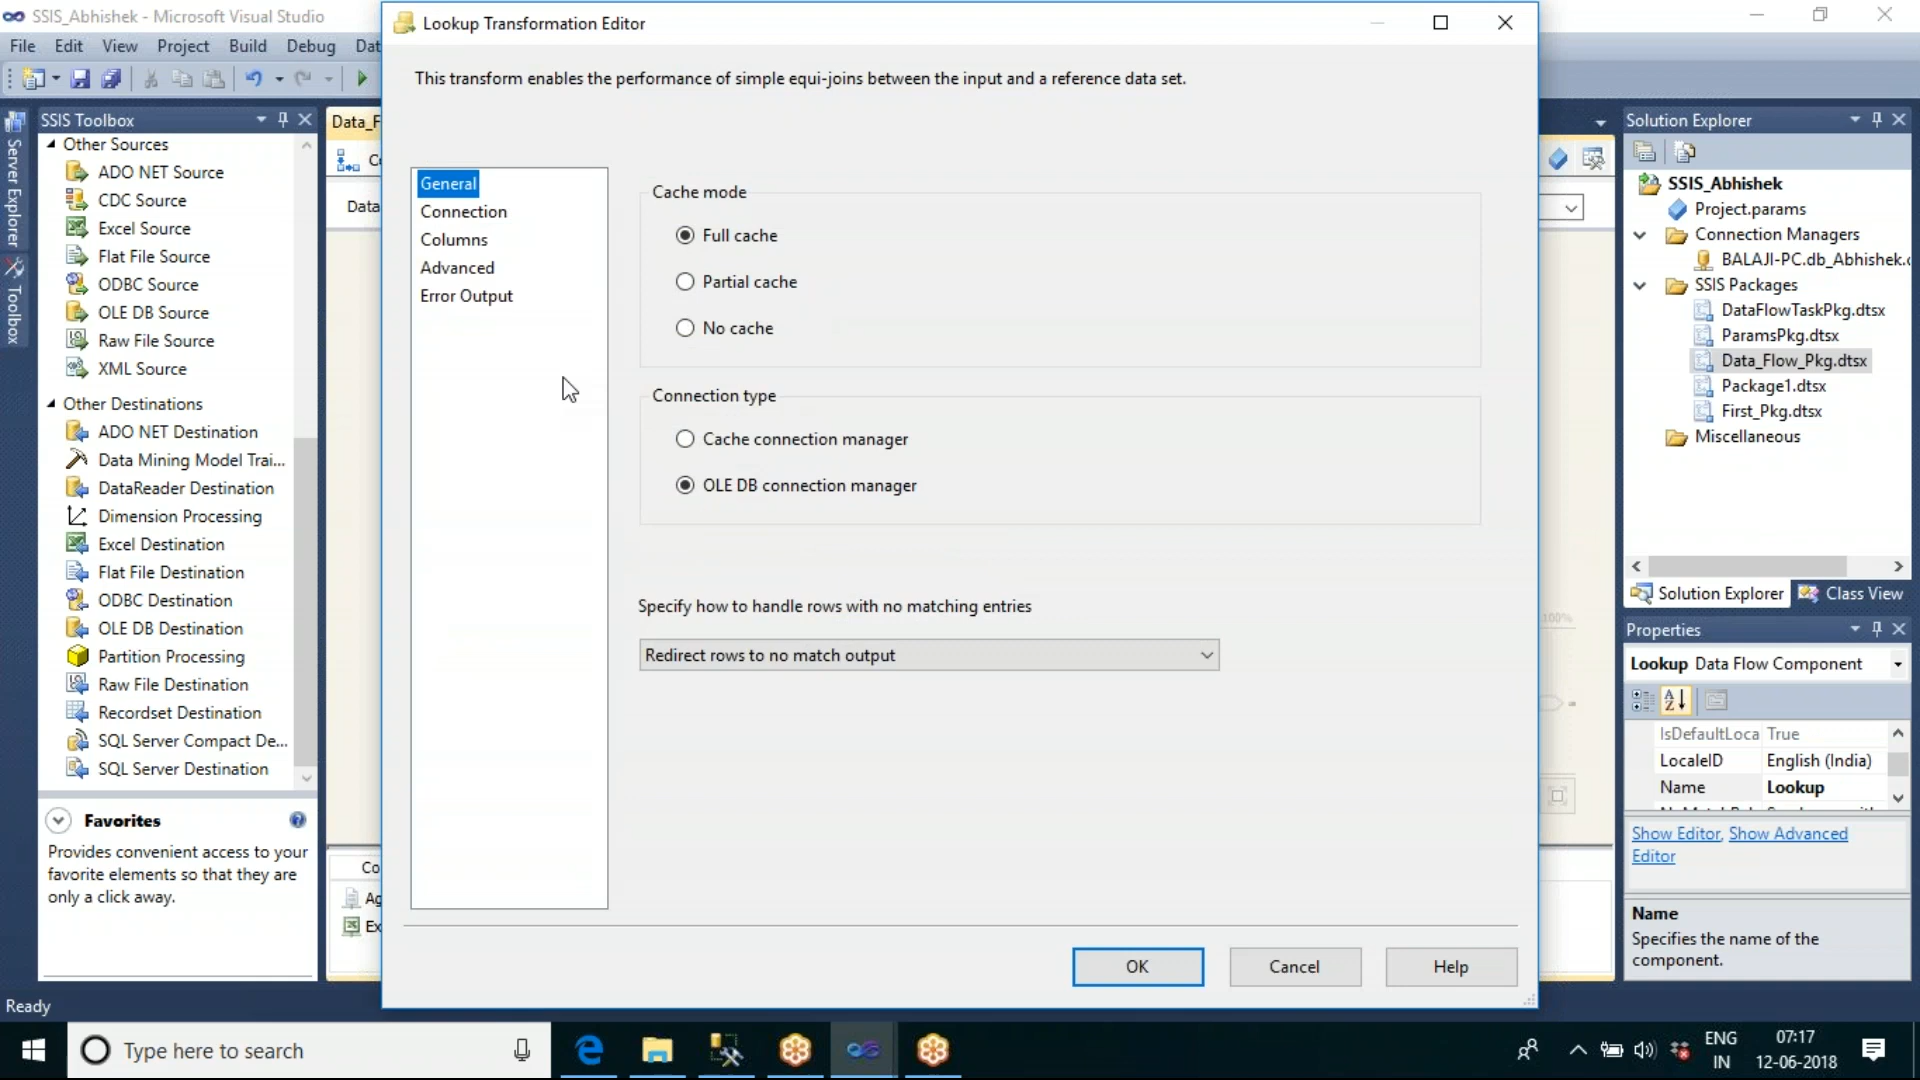 SSIS_Abhishek - Microsoft Visual Studio
File Edit View Project Build Debug Dat
Server Explorer
Toolbox
SSIS Toolbox
Other Sources
ADO NET Source
CDC Source
Excel Source
Flat File Source
ODBC Source
OLE DB Source
Raw File Source
XML Source
Other Destinations
ADO NET Destination
Data Mining Model Trai...
DataReader Destination
Dimension Processing
Excel Destination
Flat File Destination
ODBC Destination
OLE DB Destination
Partition Processing
Raw File Destination
Recordset Destination
SQL Server Compact De...
SQL Server Destination
Favorites
Provides convenient access to your
favorite elements so that they are
only a click away.
Data_F
Co
Data
Co
Ag
Ex
Lookup Transformation Editor
This transform enables the performance of simple equi-joins between the input and a reference data set.
General
Connection
Columns
Advanced
Error Output
Cache mode
Full cache
Partial cache
No cache
Connection type
Cache connection manager
OLE DB connection manager
Specify how to handle rows with no matching entries
Redirect rows to no match output
OK Cancel Help
100%
Solution Explorer
SSIS_Abhishek
Project.params
Connection Managers
BALAJI-PC.db_Abhishek.
SSIS Packages
DataFlowTaskPkg.dtsx
ParamsPkg.dtsx
Data_Flow_Pkg.dtsx
Package1.dtsx
First_Pkg.dtsx
Miscellaneous
Solution Explorer Class View
Properties
Lookup Data Flow Component
IsDefaultLoca True
LocaleID English (India)
Name Lookup
Show Editor, Show Advanced
Editor
Name
Specifies the name of the
component.
Ready
Type here to search
ENG
IN
07:17
12-06-2018